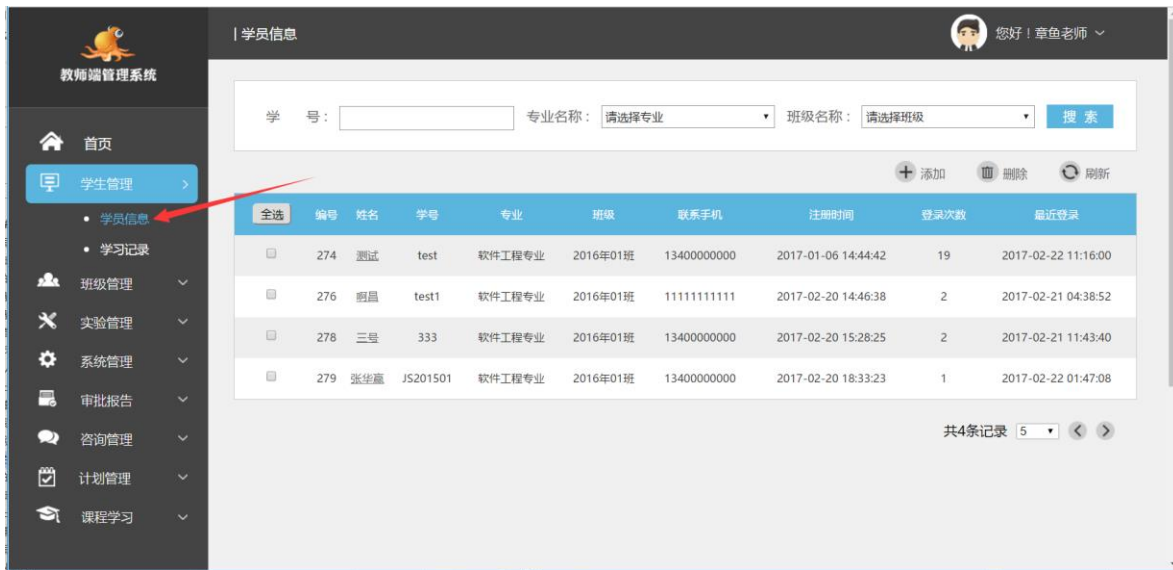 教师端管理系统
| 学员信息
您好！章鱼老师
首页
学生管理
• 学员信息
• 学习记录
班级管理
实验管理
系统管理
审批报告
咨询管理
计划管理
课程学习
学 号： 专业名称： 请选择专业 班级名称： 请选择班级 搜 索
添加 删除 刷新
全选 编号 姓名 学号 专业 班级 联系手机 注册时间 登录次数 最近登录
274 测试 test 软件工程专业 2016年01班 13400000000 2017-01-06 14:44:42 19 2017-02-22 11:16:00
276 啊昌 test1 软件工程专业 2016年01班 11111111111 2017-02-20 14:46:38 2 2017-02-21 04:38:52
278 三号 333 软件工程专业 2016年01班 13400000000 2017-02-20 15:28:25 2 2017-02-21 11:43:40
279 张华赢 JS201501 软件工程专业 2016年01班 13400000000 2017-02-20 18:33:23 1 2017-02-22 01:47:08
共4条记录 5